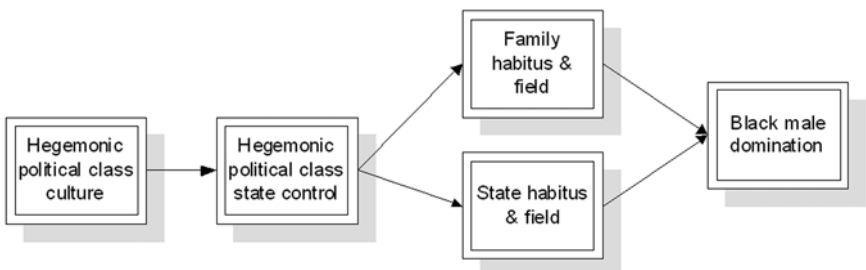 Hegemonic
political class
culture
Hegemonic
political class
state control
Family
habitus &
field
State habitus
& field
Black male
domination